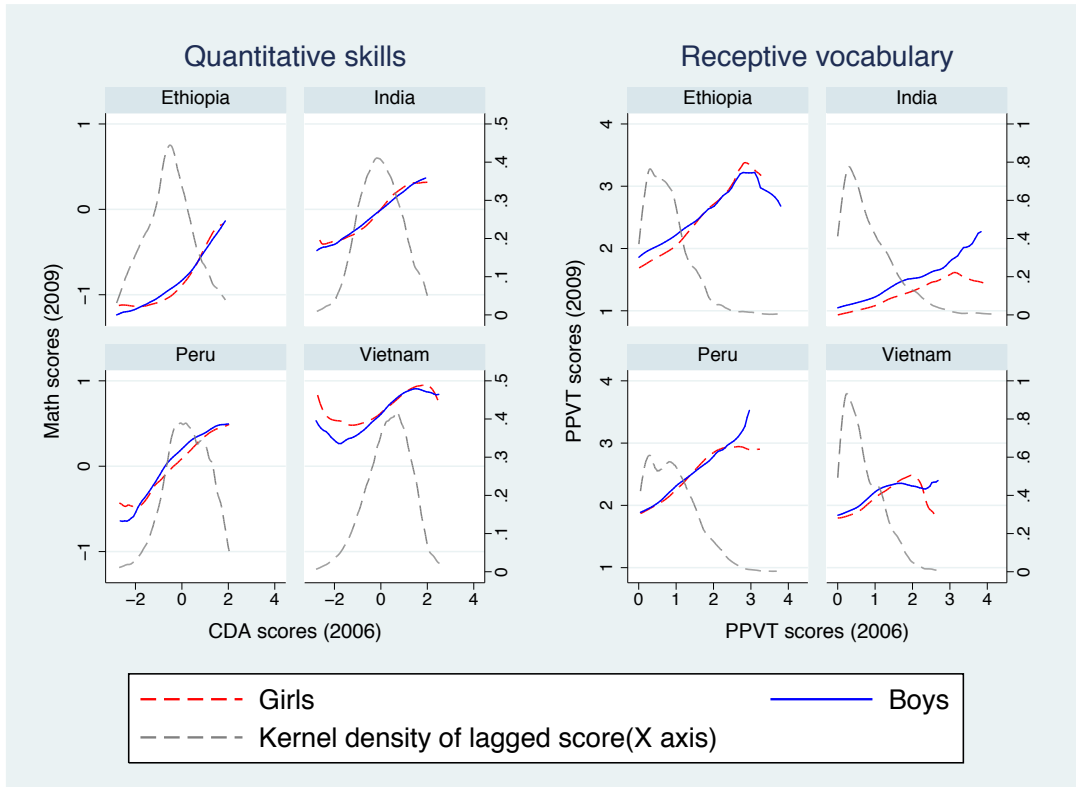 Quantitative skills
Ethiopia
India
Peru
Vietnam
Math scores (2009)
−1
0
1
−1
0
1
0
.1
.2
.3
.4
.5
0
.1
.2
.3
.4
.5
−2 0 2 4
−2 0 2 4
CDA scores (2006)
Receptive vocabulary
Ethiopia
India
Peru
Vietnam
PPVT scores (2009)
1
2
3
4
1
2
3
4
0
.2
.4
.6
.8
1
0
.2
.4
.6
.8
1
0 1 2 3 4
0 1 2 3 4
PPVT scores (2006)
Girls
Boys
Kernel density of lagged score(X axis)